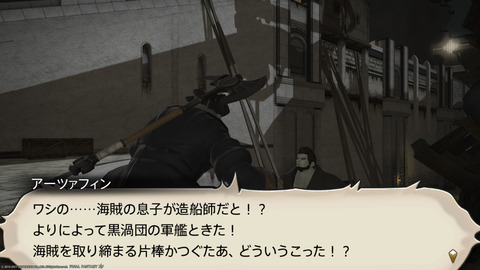 アーツァフィン
ワシの……海賊の息子が造船師だと！？
よりによって黒渦団の軍艦ときた！
海賊を取り締まる片棒かつぐたあ、どういうこった！？